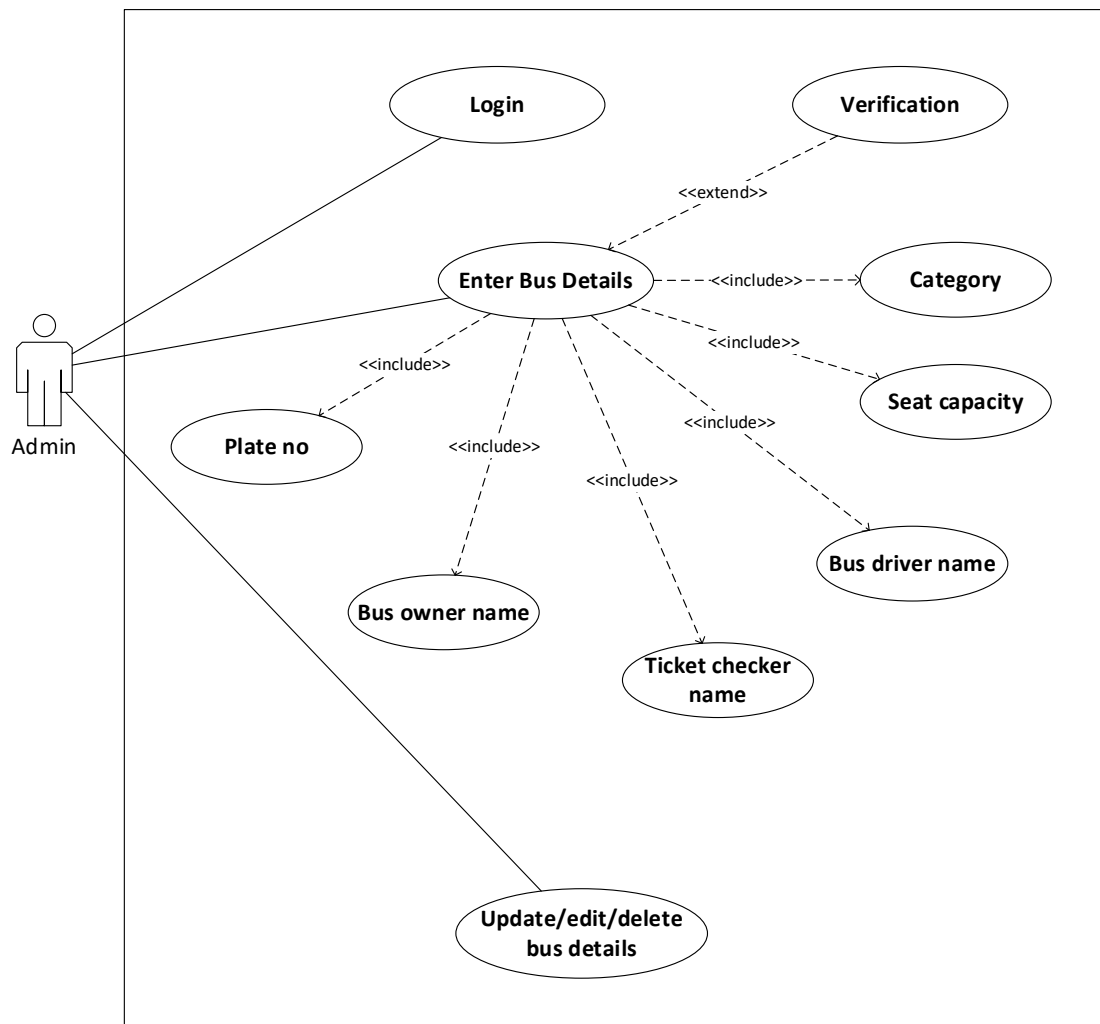 Login
Verification
<<extend>>
Enter Bus Details
<<include>>
Category
<<include>>
<<include>>
Seat capacity
Admin
Plate no
<<include>>
<<include>>
<<include>>
Bus driver name
Bus owner name
Ticket checker
name
Update/edit/delete
bus details